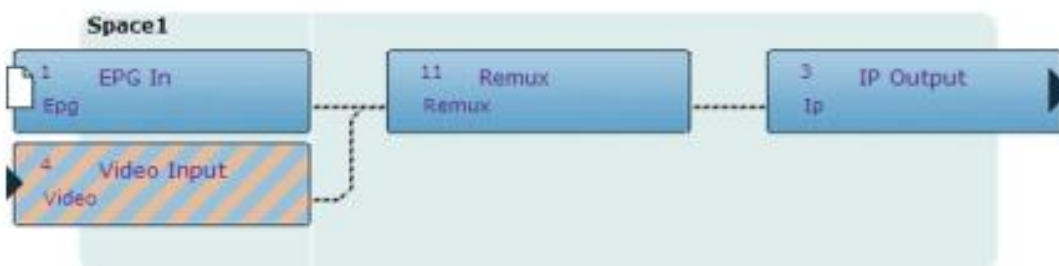 Space1
1 EPG In
Epg
11 Remux
Remux
3 IP Output
Ip
4 Video Input
Video